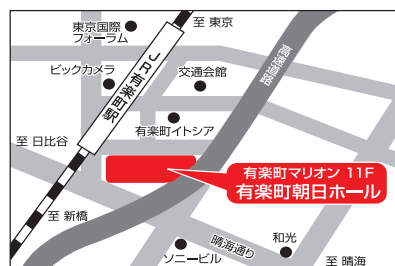 至 東京
東京国際
フォーラム
JR有楽町駅
高速道路
ビックカメラ
交通会館
有楽町イトシア
至 日比谷
有楽町マリオン 11F
有楽町朝日ホール
至 新橋
晴海通り
和光
ソニービル
至 晴海